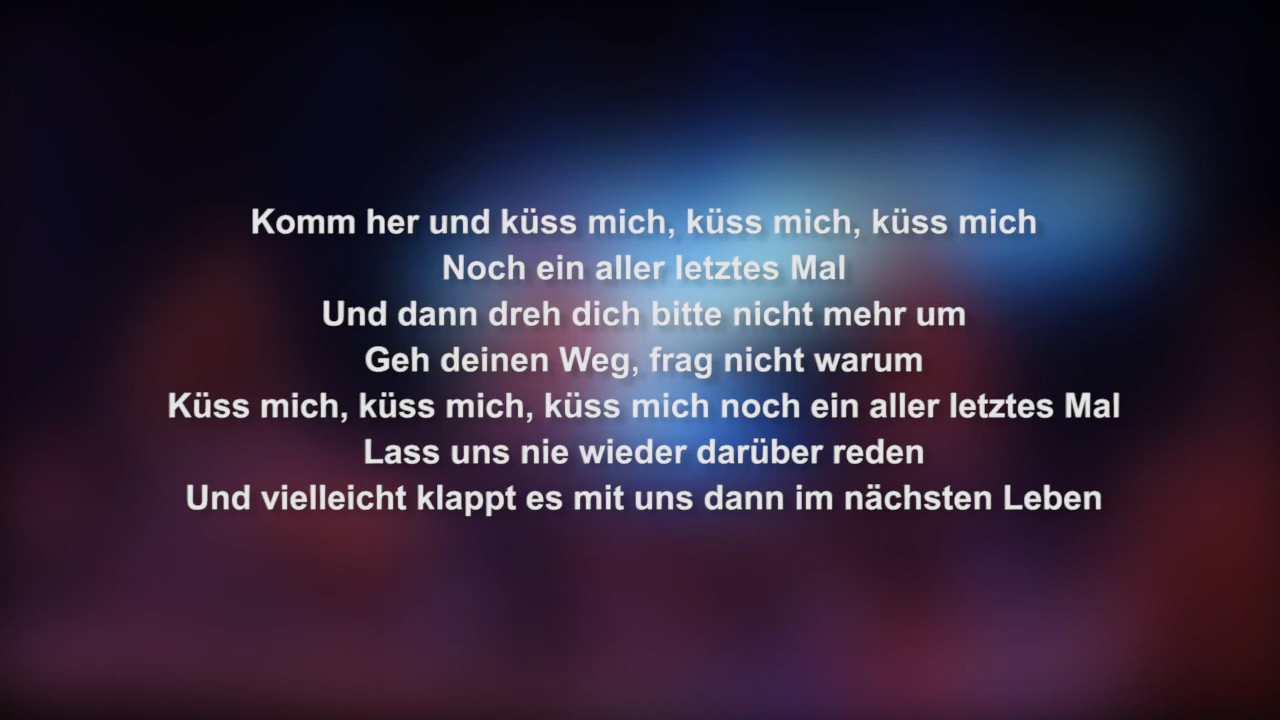 Komm her und küss mich, küss mich, küss mich
Noch ein aller letztes Mal
Und dann dreh dich bitte nicht mehr um
Geh deinen Weg, frag nicht warum
Küss mich, küss mich, küss mich noch ein aller letztes Mal
Lass uns nie wieder darüber reden
Und vielleicht klappt es mit uns dann im nächsten Leben